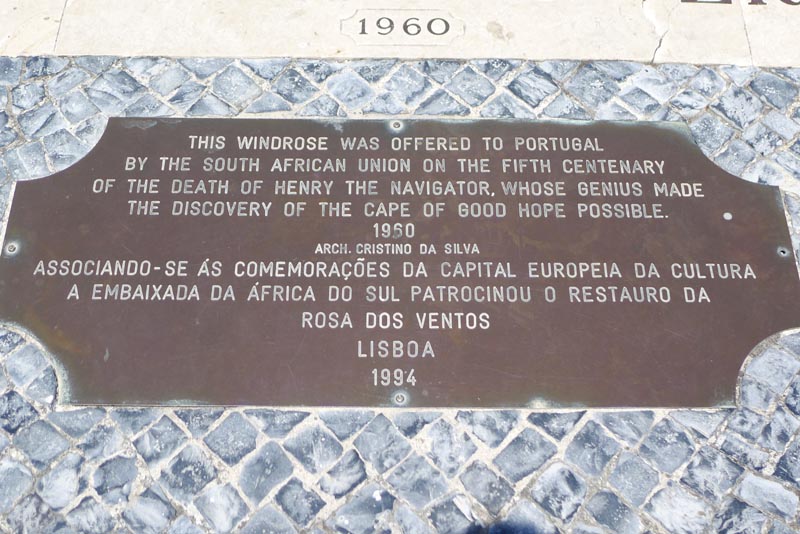 1960
THIS WINDROSE WAS OFFERED TO PORTUGAL
BY THE SOUTH AFRICAN UNION ON THE FIFTH CENTENARY
OF THE DEATH OF HENRY THE NAVIGATOR, WHOSE GENIUS MADE
THE DISCOVERY OF THE CAPE OF GOOD HOPE POSSIBLE.
1960
ARCH. CRISTINO DA SILVA
ASSOCIANDO-SE ÁS COMEMORAÇÕES DA CAPITAL EUROPEIA DA CULTURA
A EMBAIXADA DA ÁFRICA DO SUL PATROCINOU O RESTAURO DA
ROSA DOS VENTOS
LISBOA
1994